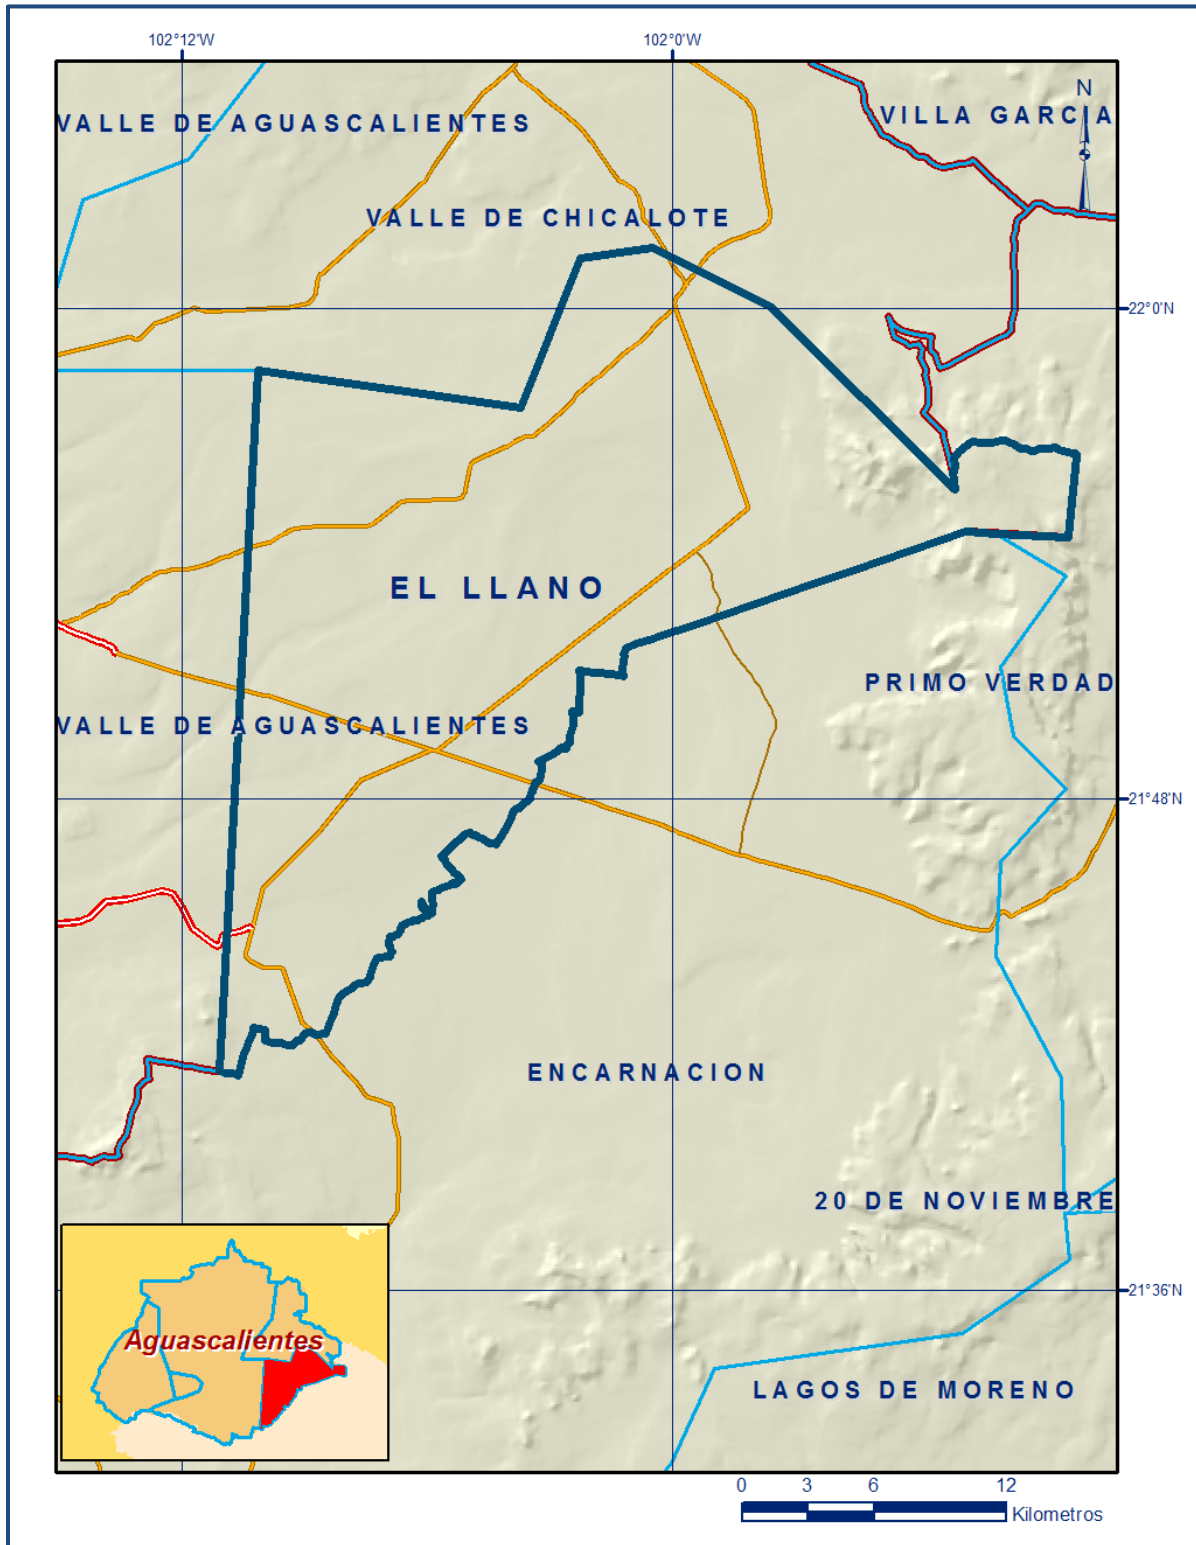 102°12'W 102°0'W
VALLE DE AGUASCALIENTES
VILLA GARCIA
N
VALLE DE CHICALOTE
22°0'N
EL LLANO
PRIMO VERDAD
VALLE DE AGUASCALIENTES
21°48'N
ENCARNACION
20 DE NOVIEMBRE
21°36'N
Aguascalientes
LAGOS DE MORENO
0 3 6 12
Kilometros